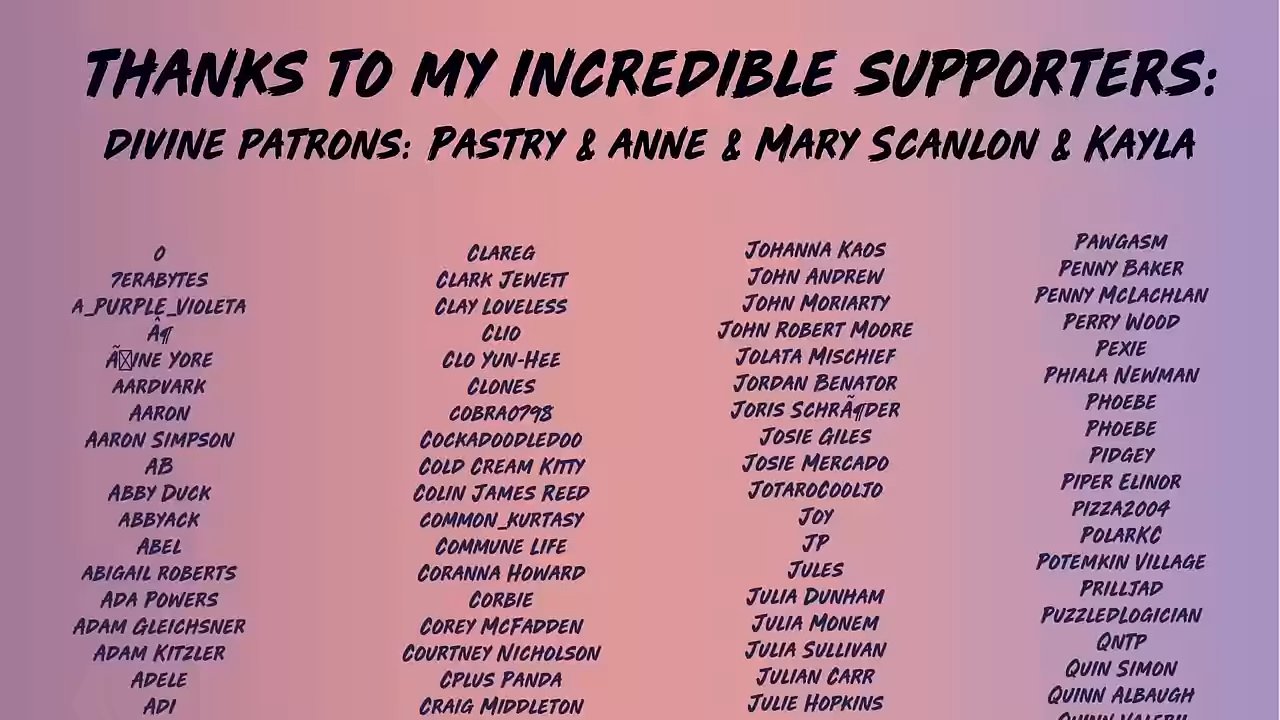 THANKS TO MY INCREDIBLE SUPPORTERS:
DIVINE PATRONS: PASTRY & ANNE & MARY SCANLON & KAYLA
0
7ERABYTES
A_PURPLE_VIOLETA
Â¶
Ã▯INE YORE
AARDVARK
AARON
AARON SIMPSON
AB
ABBY DUCK
ABBYACK
ABEL
ABIGAIL ROBERTS
ADA POWERS
ADAM GLEICHSNER
ADAM KITZLER
ADELE
ADI
CLAREG
CLARK JEWETT
CLAY LOVELESS
CLIO
CLO YUN-HEE
CLONES
COBRA0798
COCKADOODLEDOO
COLD CREAM KITTY
COLIN JAMES REED
COMMON_KURTASY
COMMUNE LIFE
CORANNA HOWARD
CORBIE
COREY MCFADDEN
COURTNEY NICHOLSON
CPLUS PANDA
CRAIG MIDDLETON
JOHANNA KAOS
JOHN ANDREW
JOHN MORIARTY
JOHN ROBERT MOORE
JOLATA MISCHIEF
JORDAN BENATOR
JORIS SCHRÃ¶DER
JOSIE GILES
JOSIE MERCADO
JOTAROCOOLJO
JOY
JP
JULES
JULIA DUNHAM
JULIA MONEM
JULIA SULLIVAN
JULIAN CARR
JULIE HOPKINS
PAWGASM
PENNY BAKER
PENNY MCLACHLAN
PERRY WOOD
PEXIE
PHIALA NEWMAN
PHOEBE
PHOEBE
PIDGEY
PIPER ELINOR
PIZZA2004
POLARKC
POTEMKIN VILLAGE
PRILLJAD
PUZZLEDLOGICIAN
QNTP
QUIN SIMON
QUINN ALBAUGH